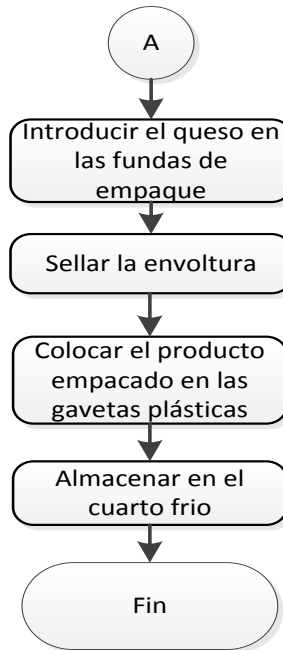 A
Introducir el queso en
las fundas de
empaque
Sellar la envoltura
Colocar el producto
empacado en las
gavetas plásticas
Almacenar en el
cuarto frio
Fin